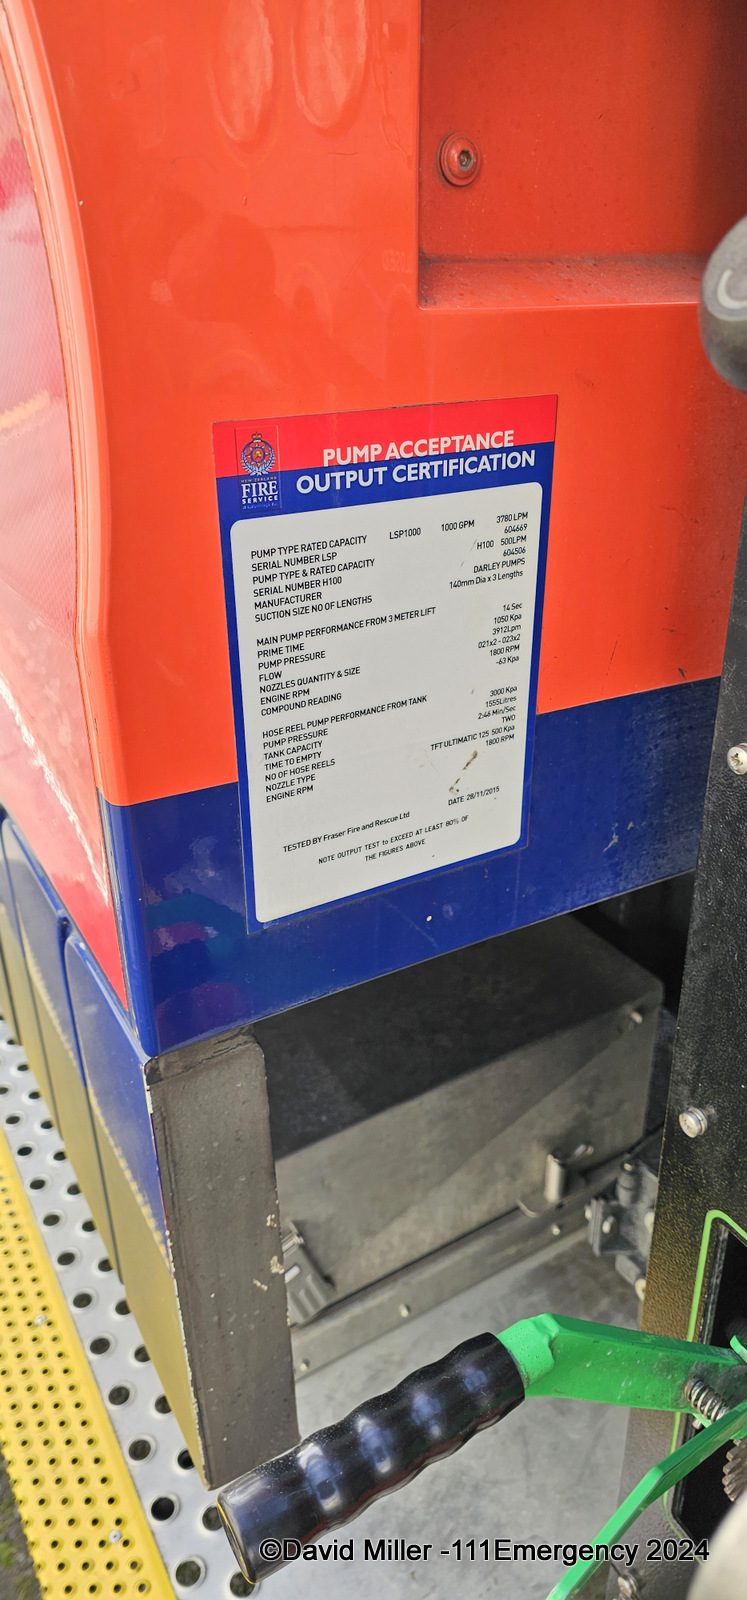 PUMP ACCEPTANCE
OUTPUT CERTIFICATION
NEW ZEALAND
FIRE
SERVICE
PUMP TYPE RATED CAPACITY LSP1000 1000 GPM 3780 LPM
SERIAL NUMBER LSP 604669
PUMP TYPE & RATED CAPACITY H100 500LPM
SERIAL NUMBER H100 604506
MANUFACTURER DARLEY PUMPS
SUCTION SIZE NO OF LENGTHS 140mm Dia x 3 Lengths
MAIN PUMP PERFORMANCE FROM 3 METER LIFT
PRIME TIME 14 Sec
PUMP PRESSURE 1050 Kpa
FLOW 3912Lpm
NOZZLES QUANTITY & SIZE 021x2 - 023x2
ENGINE RPM 1800 RPM
COMPOUND READING -63 Kpa
HOSE REEL PUMP PERFORMANCE FROM TANK
PUMP PRESSURE 3000 Kpa
TANK CAPACITY 1555Litres
TIME TO EMPTY 2:46 Min/Sec
NO OF HOSE REELS TWO
NOZZLE TYPE TFT ULTIMATIC 125 500 Kpa
ENGINE RPM 1800 RPM
DATE 28/11/2015
TESTED BY Fraser Fire and Rescue Ltd
NOTE OUTPUT TEST to EXCEED AT LEAST 80% OF
THE FIGURES ABOVE
©David Miller -111Emergency 2024